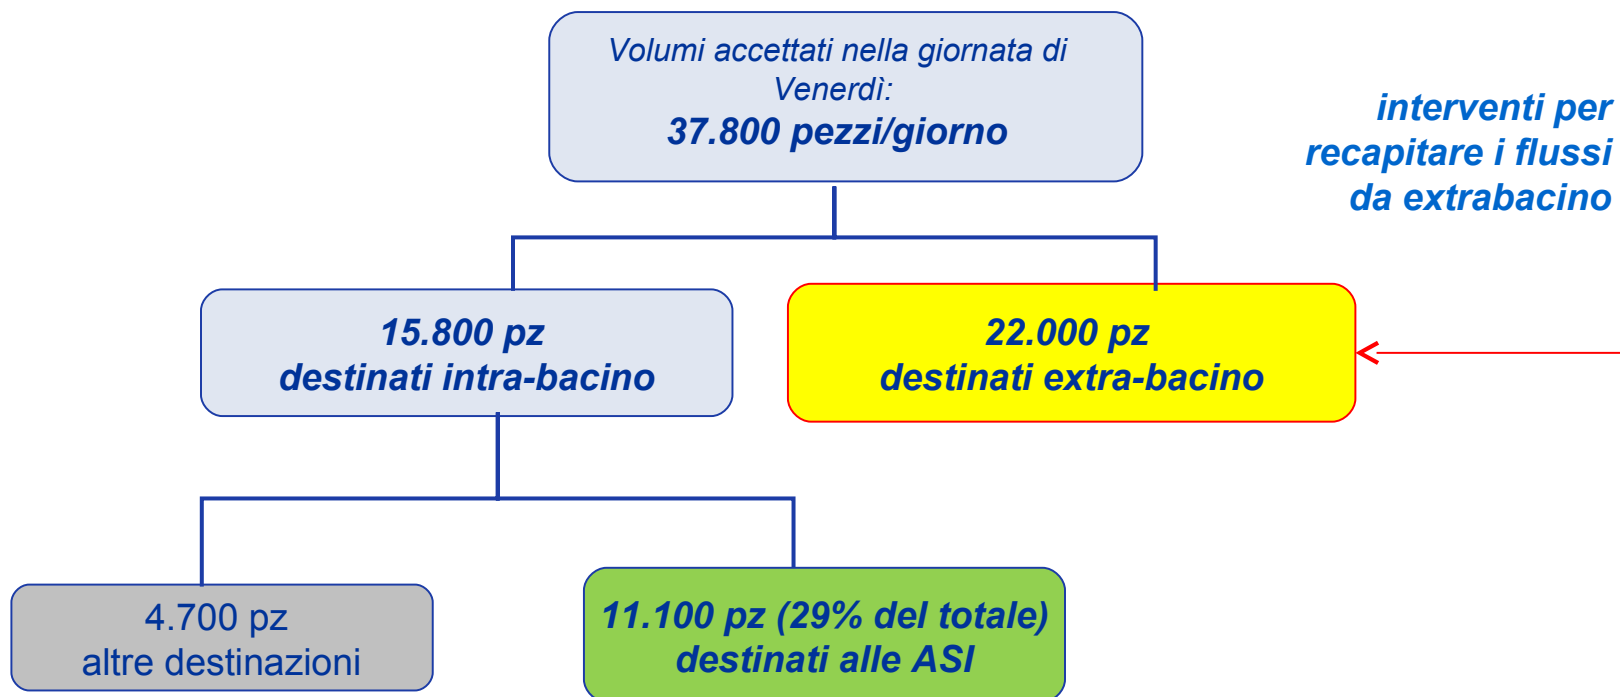 Volumi accettati nella giornata di
Venerdì:
37.800 pezzi/giorno
interventi per
recapitare i flussi
da extrabacino
15.800 pz
destinati intra-bacino
22.000 pz
destinati extra-bacino
4.700 pz
altre destinazioni
11.100 pz (29% del totale)
destinati alle ASI